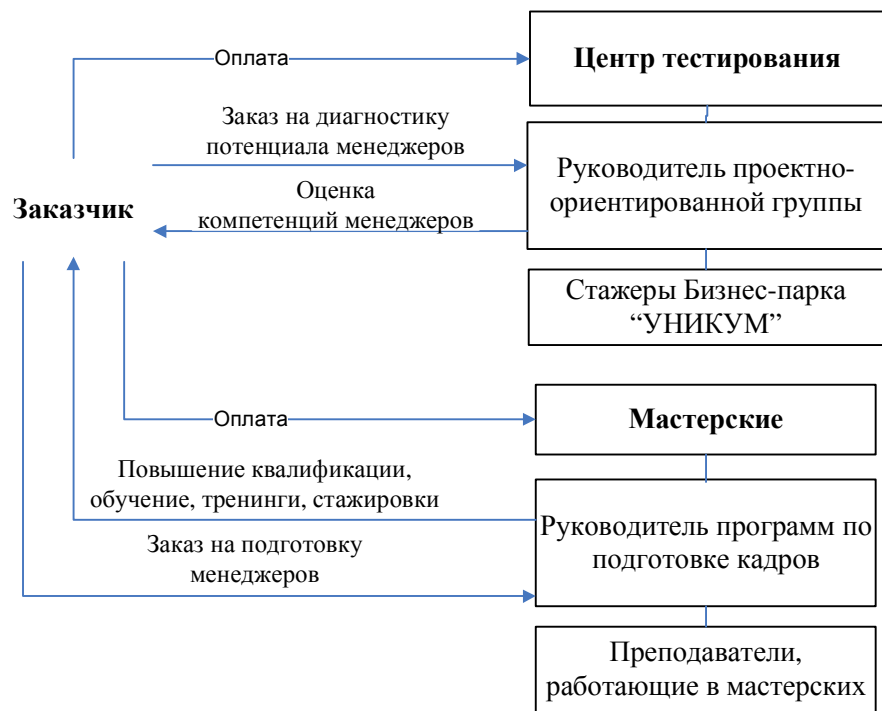 Оплата
Центр тестирования
Заказ на диагностику
потенциала менеджеров
Руководитель проектно-
ориентированной группы
Оценка
компетенций менеджеров
Заказчик
Стажеры Бизнес-парка
“УНИКУМ”
Оплата
Мастерские
Повышение квалификации,
обучение, тренинги, стажировки
Руководитель программ по
подготовке кадров
Заказ на подготовку
менеджеров
Преподаватели,
работающие в мастерских